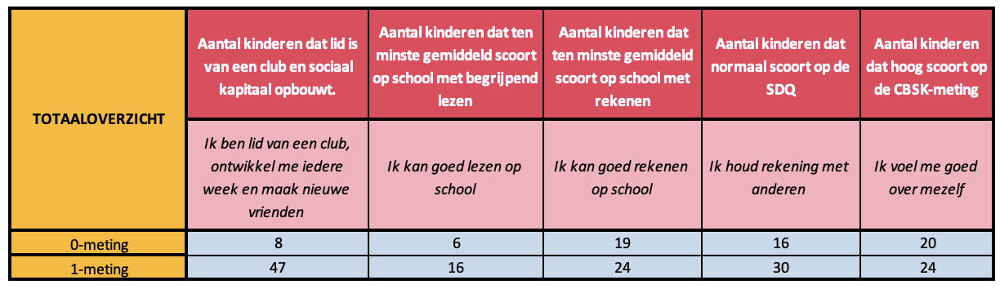 TOTAALOVERZICHT
Aantal kinderen dat lid is
van een club en sociaal
kapitaal opbouwt.
Aantal kinderen dat ten
minste gemiddeld scoort
op school met begrijpend
lezen
Aantal kinderen dat
ten minste gemiddeld
scoort op school met
rekenen
Aantal kinderen dat
normaal scoort op de
SDQ
Aantal kinderen
dat hoog scoort op
de CBSK-meting
Ik ben lid van een club,
ontwikkel me iedere
week en maak nieuwe
vrienden
Ik kan goed lezen op
school
Ik kan goed rekenen
op school
Ik houd rekening met
anderen
Ik voel me goed
over mezelf
0-meting 8 6 19 16 20
1-meting 47 16 24 30 24